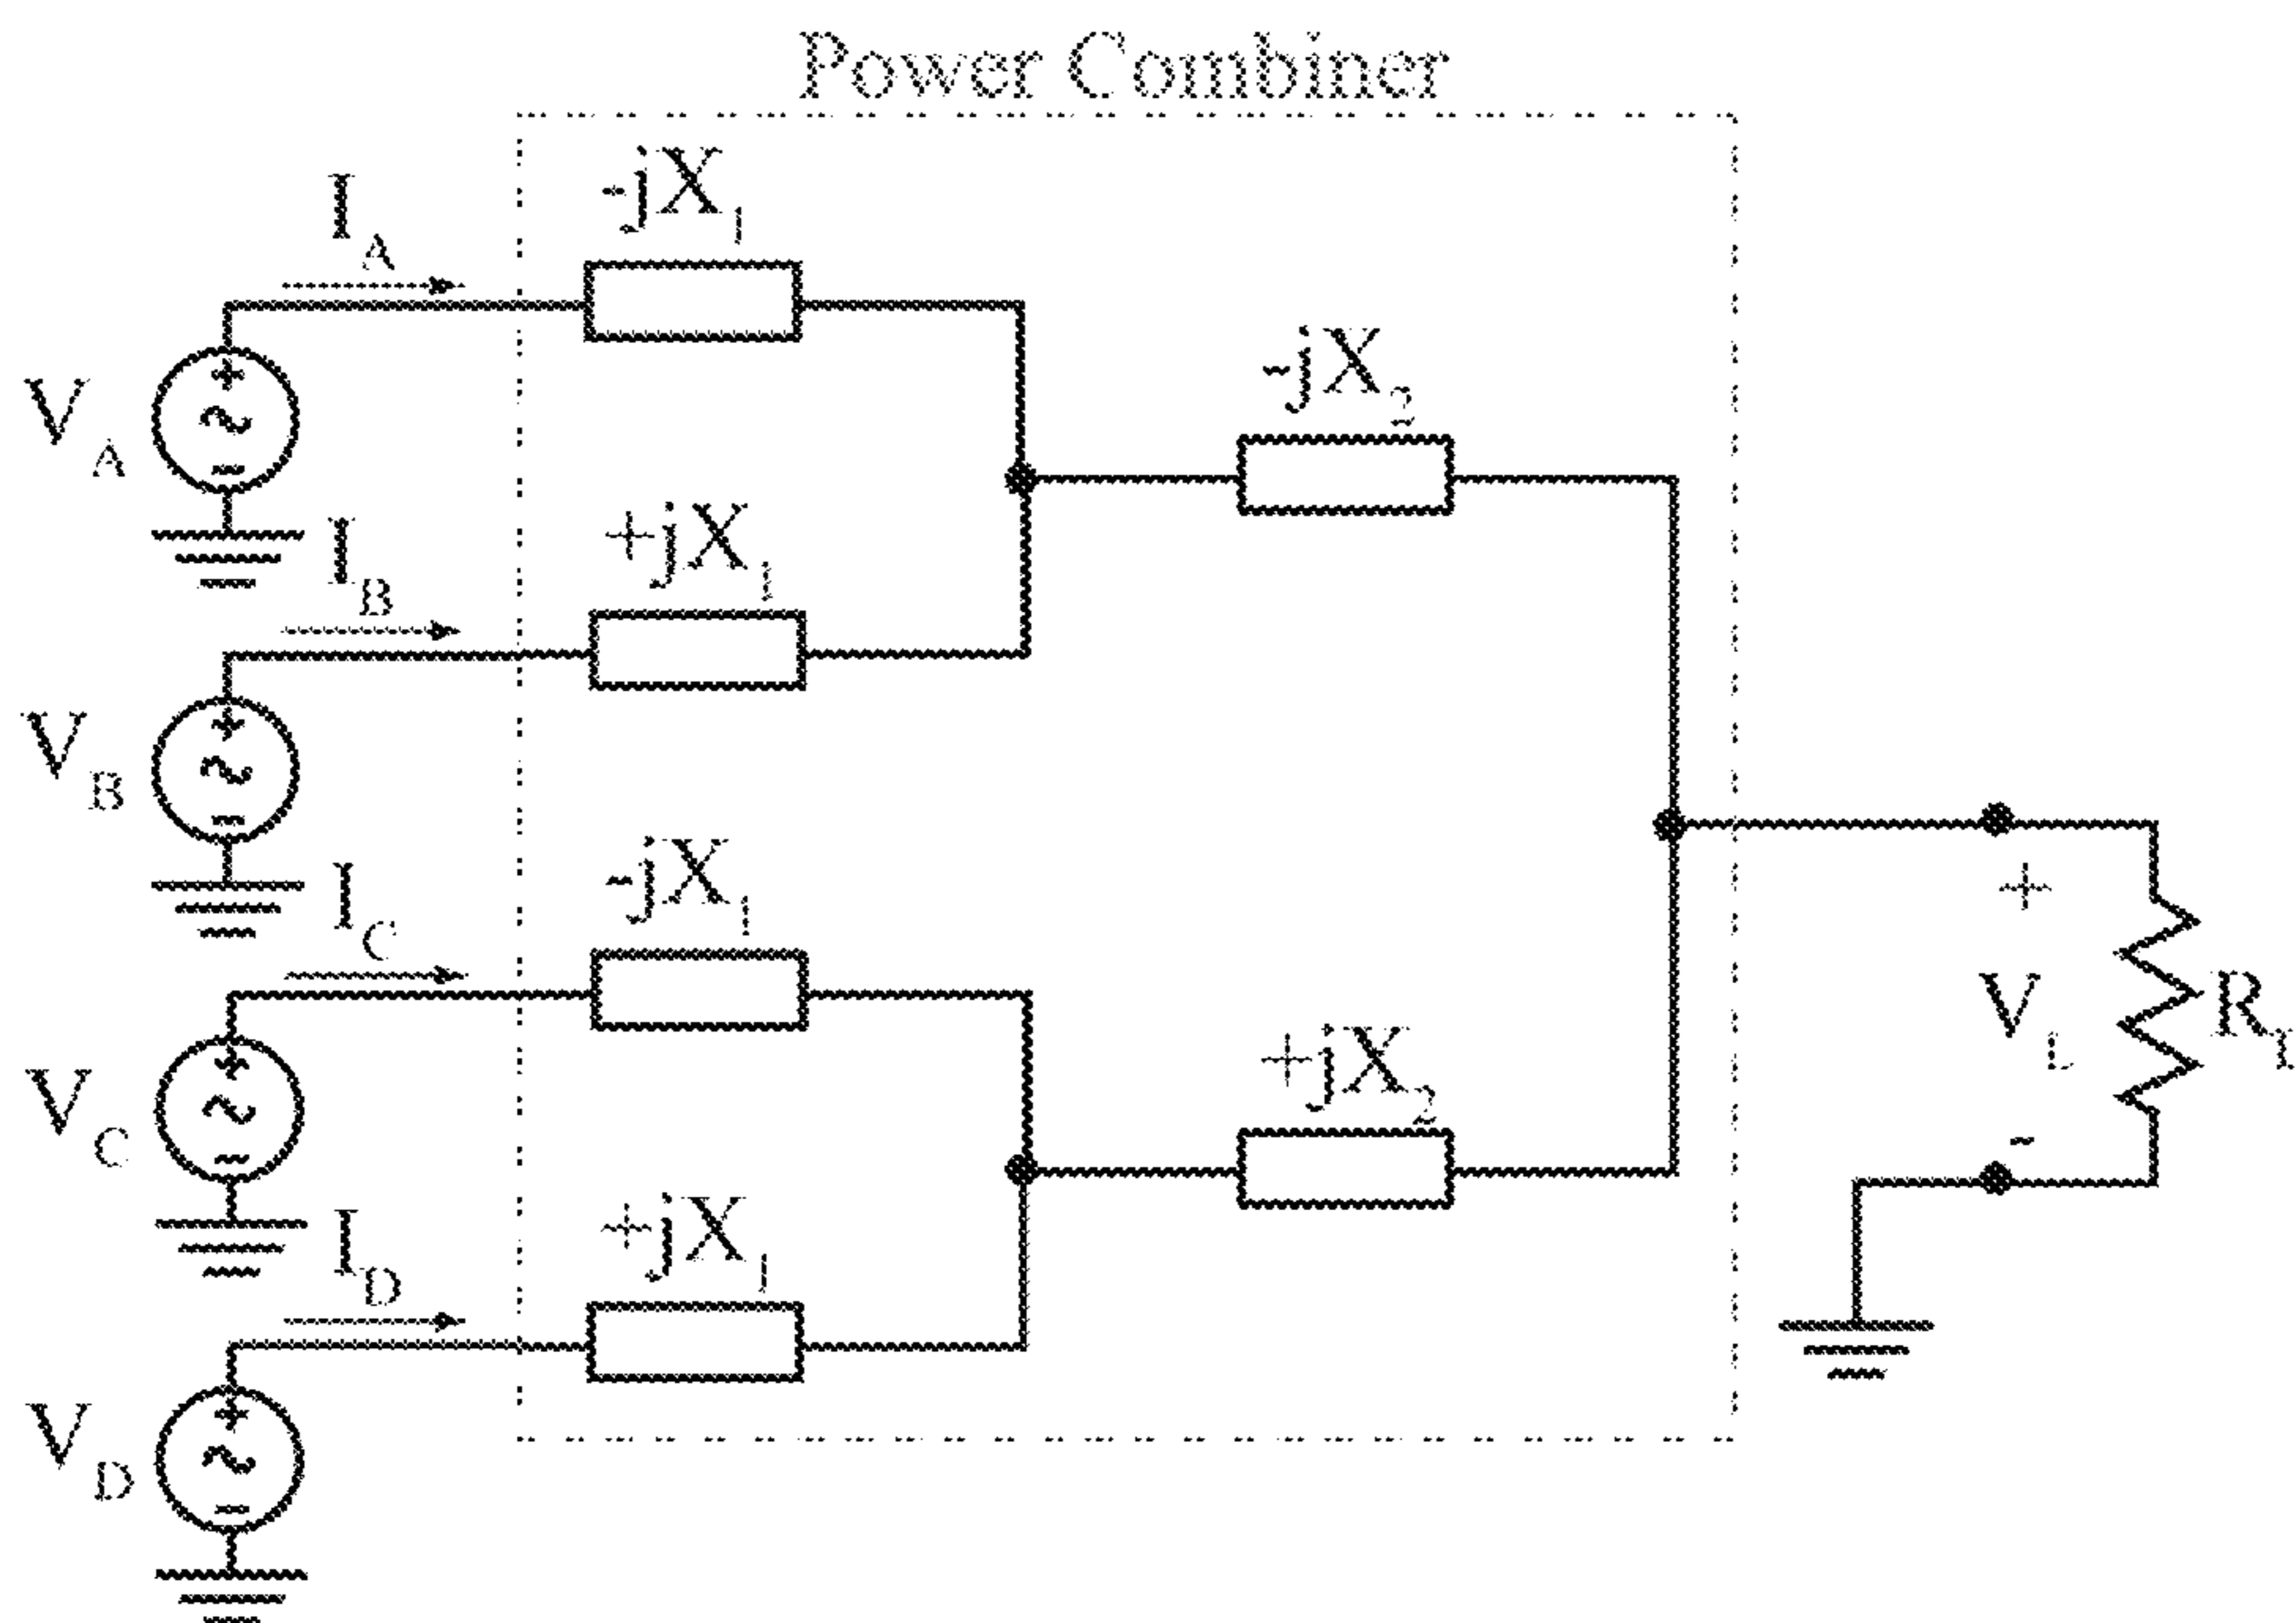 Power Combiner
I_A
-jX_1
V_A
-jX_2
I_B
+jX_1
V_B
I_C
-jX_1
V_C
+jX_2
+
V_L
R_L
-
I_D
+jX_1
V_D